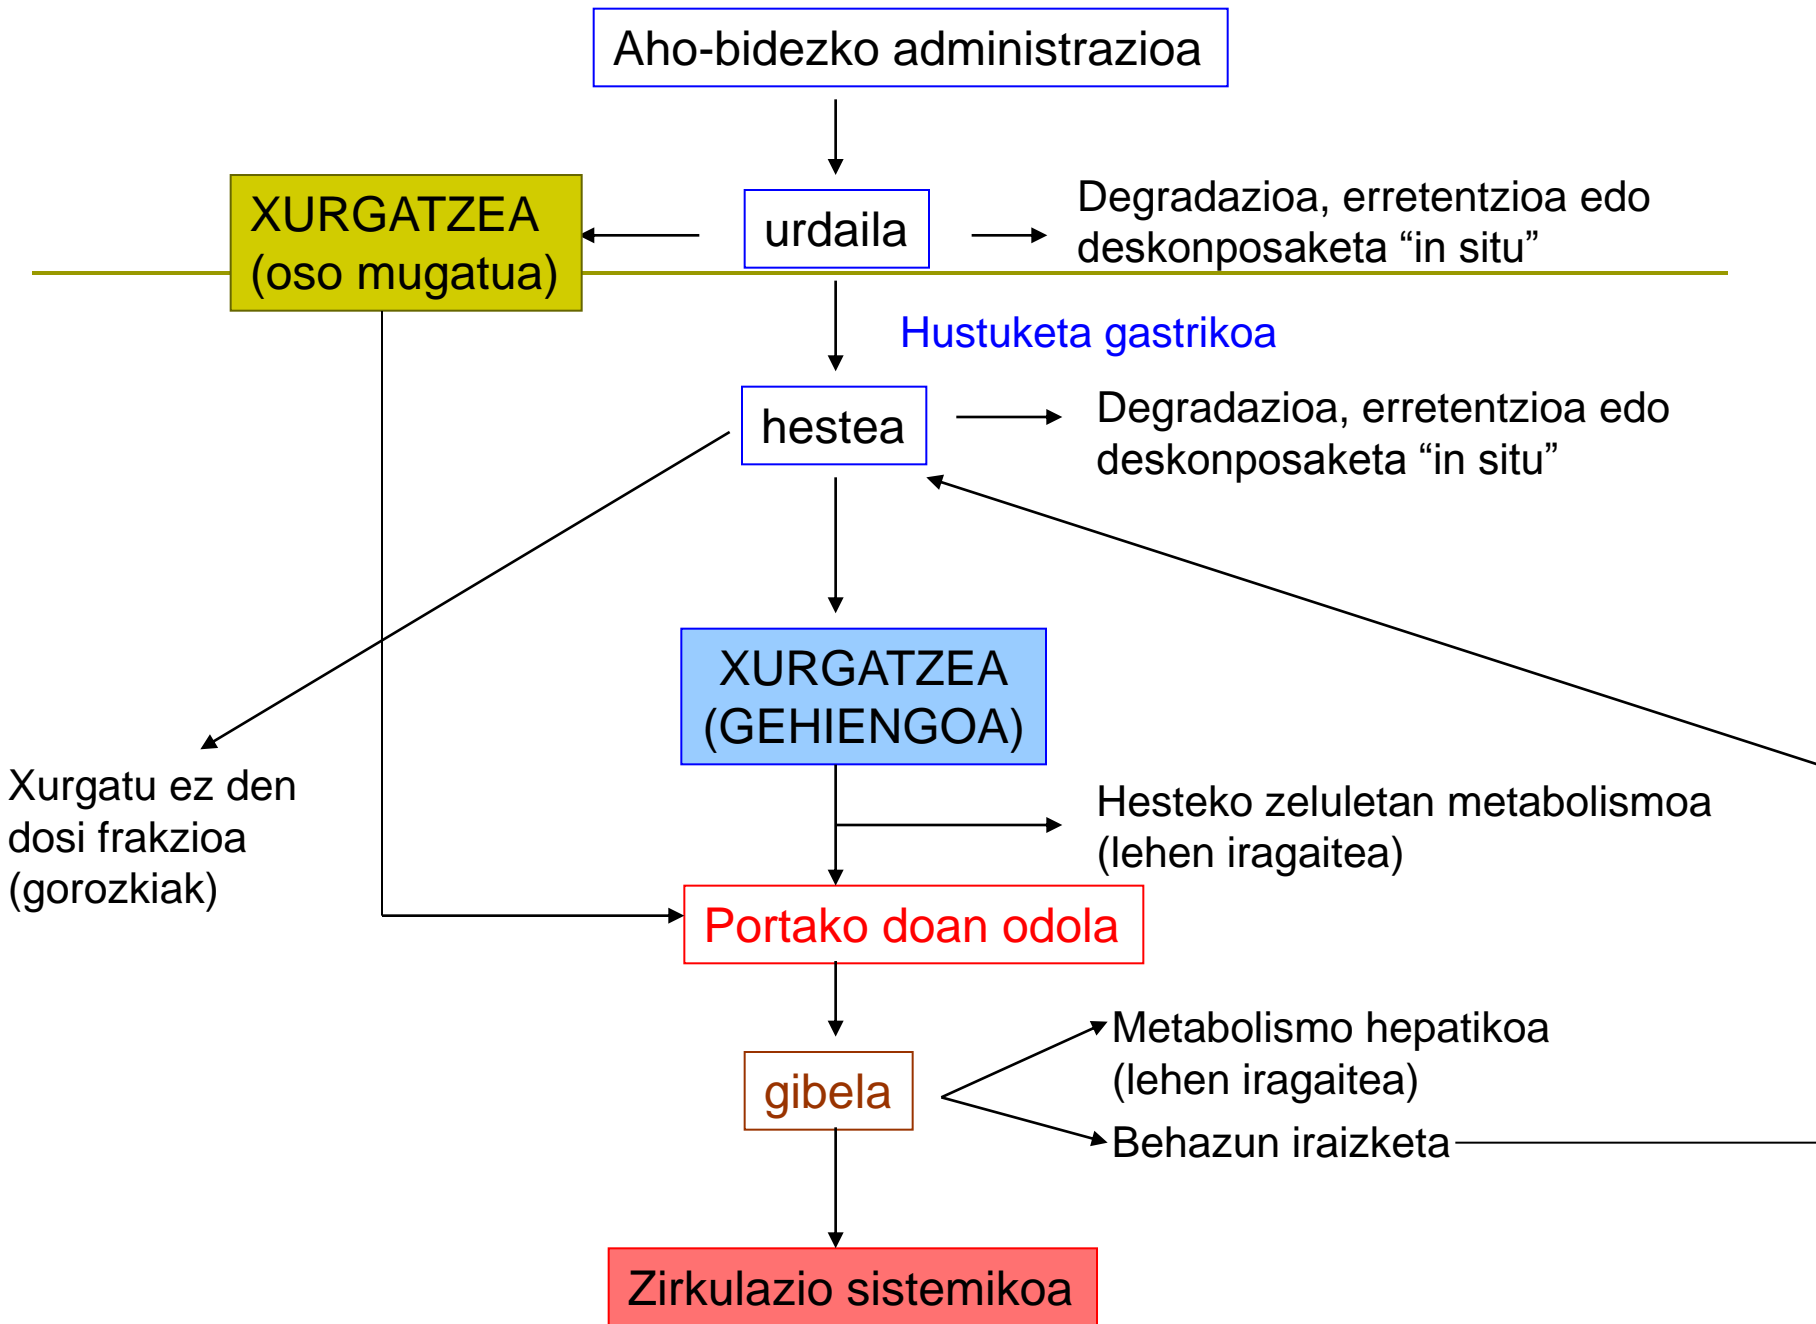 Aho-bidezko administrazioa
XURGATZEA
(oso mugatua)
urdaila
Degradazioa, erretentzioa edo
deskonposaketa “in situ”
Hustuketa gastrikoa
hestea
Degradazioa, erretentzioa edo
deskonposaketa “in situ”
XURGATZEA
(GEHIENGOA)
Xurgatu ez den
dosi frakzioa
(gorozkiak)
Hesteko zeluletan metabolismoa
(lehen iragaitea)
Portako doan odola
gibela
Metabolismo hepatikoa
(lehen iragaitea)
Behazun iraizketa
Zirkulazio sistemikoa